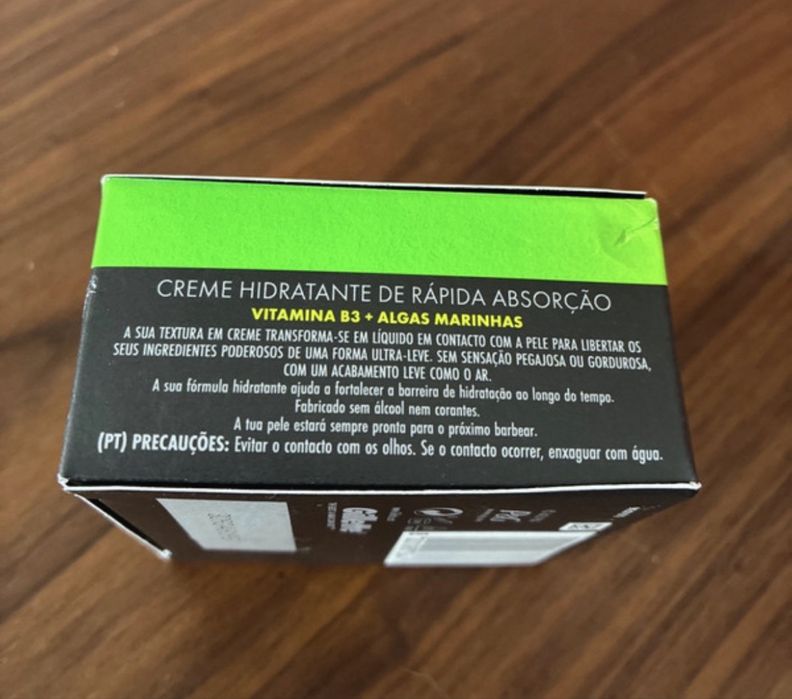 CREME HIDRATANTE DE RÁPIDA ABSORÇÃO
VITAMINA B3 + ALGAS MARINHAS
A SUA TEXTURA EM CREME TRANSFORMA-SE EM LÍQUIDO EM CONTACTO COM A PELE PARA LIBERTAR OS
SEUS INGREDIENTES PODEROSOS DE UMA FORMA ULTRA-LEVE. SEM SENSAÇÃO PEGAJOSA OU GORDUROSA,
COM UM ACABAMENTO LEVE COMO O AR.
A sua fórmula hidratante ajuda a fortalecer a barreira de hidratação ao longo do tempo.
Fabricado sem álcool nem corantes.
A tua pele estará sempre pronta para o próximo barbear.
(PT) PRECAUÇÕES: Evitar o contacto com os olhos. Se o contacto ocorrer, enxaguar com água.
Gillette